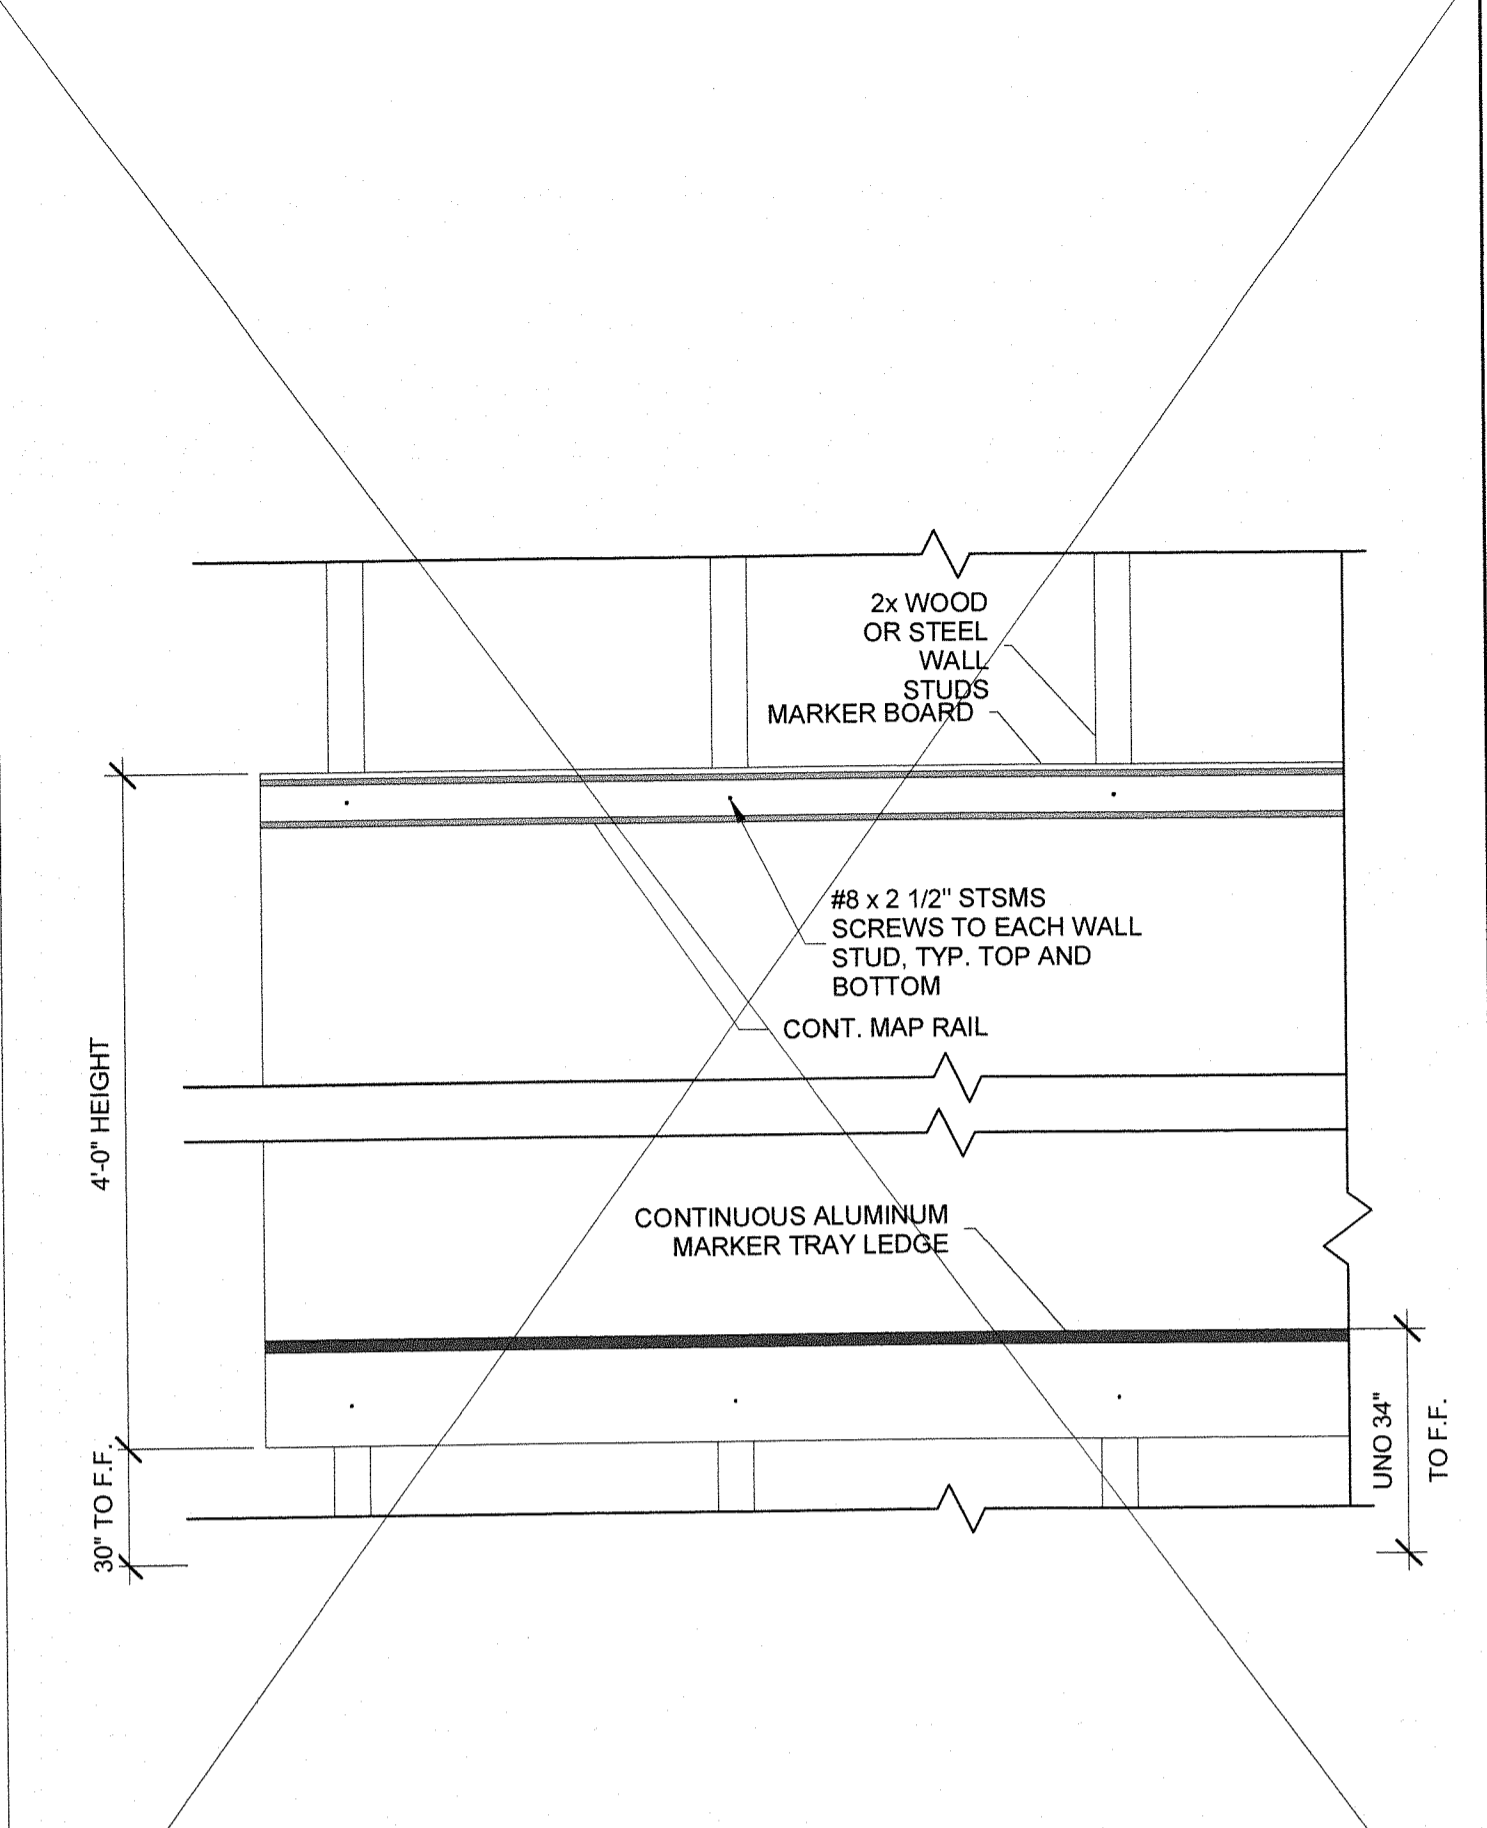 2x WOOD
OR STEEL
WALL
STUDS
MARKER BOARD
#8 x 2 1/2" STSMS
SCREWS TO EACH WALL
STUD, TYP. TOP AND
BOTTOM
CONT. MAP RAIL
4'-0" HEIGHT
CONTINUOUS ALUMINUM
MARKER TRAY LEDGE
30" TO F.F.
UNO 34"
TO F.F.